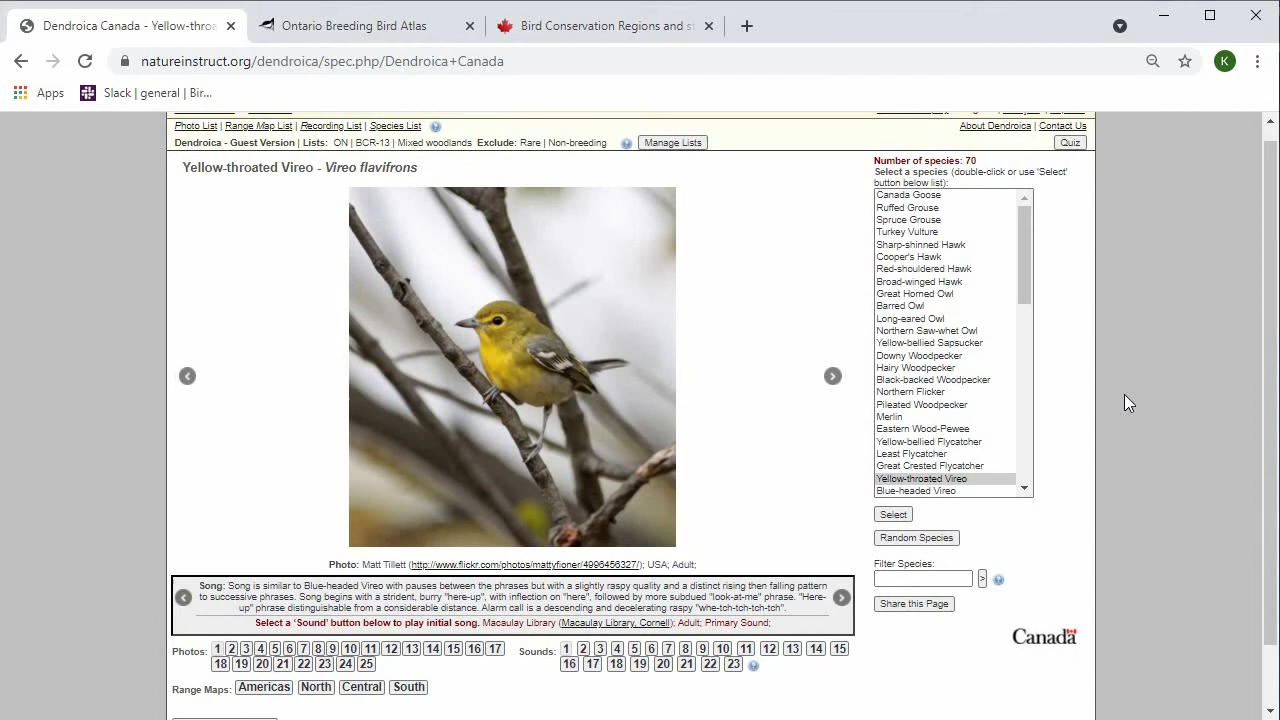 Dendroica Canada - Yellow-throa
Ontario Breeding Bird Atlas
Bird Conservation Regions and s
natureinstruct.org/dendroica/spec.php/Dendroica+Canada
K
Apps
Slack | general | Bir...
Photo List | Range Map List | Recording List | Species List
About Dendroica | Contact Us
Dendroica - Guest Version | Lists: ON | BCR-13 | Mixed woodlands Exclude: Rare | Non-breeding
Manage Lists
Quiz
Yellow-throated Vireo - Vireo flavifrons
Number of species: 70
Select a species (double-click or use 'Select'
button below list):
Canada Goose
Ruffed Grouse
Spruce Grouse
Turkey Vulture
Sharp-shinned Hawk
Cooper's Hawk
Red-shouldered Hawk
Broad-winged Hawk
Great Horned Owl
Barred Owl
Long-eared Owl
Northern Saw-whet Owl
Yellow-bellied Sapsucker
Downy Woodpecker
Hairy Woodpecker
Black-backed Woodpecker
Northern Flicker
Pileated Woodpecker
Merlin
Eastern Wood-Pewee
Yellow-bellied Flycatcher
Least Flycatcher
Great Crested Flycatcher
Yellow-throated Vireo
Blue-headed Vireo
Select
Random Species
Filter Species:
>
Share this Page
Canada
Photo: Matt Tillett (http://www.flickr.com/photos/mattyfioner/4996456327/); USA; Adult;
Song: Song is similar to Blue-headed Vireo with pauses between the phrases but with a slightly raspy quality and a distinct rising then falling pattern
to successive phrases. Song begins with a strident, burry "here-up", with inflection on "here", followed by more subdued "look-at-me" phrase. "Here-
up" phrase distinguishable from a considerable distance. Alarm call is a descending and decelerating raspy "whe-tch-tch-tch-tch".
Select a 'Sound' button below to play initial song. Macaulay Library (Macaulay Library, Cornell); Adult; Primary Sound;
Photos: 1 2 3 4 5 6 7 8 9 10 11 12 13 14 15 16 17
18 19 20 21 22 23 24 25
Sounds: 1 2 3 4 5 6 7 8 9 10 11 12 13 14 15
16 17 18 19 20 21 22 23
Range Maps: Americas North Central South